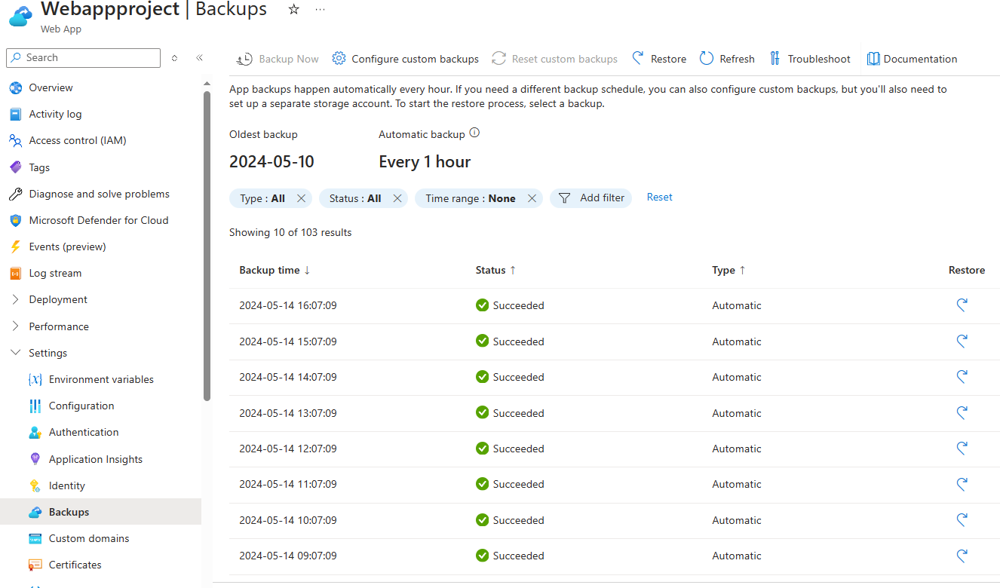 Webappproject | Backups
Web App
Search
Overview
Activity log
Access control (IAM)
Tags
Diagnose and solve problems
Microsoft Defender for Cloud
Events (preview)
Log stream
Deployment
Performance
Settings
Environment variables
Configuration
Authentication
Application Insights
Identity
Backups
Custom domains
Certificates
Backup Now Configure custom backups Reset custom backups Restore Refresh Troubleshoot Documentation
App backups happen automatically every hour. If you need a different backup schedule, you can also configure custom backups, but you'll also need to
set up a separate storage account. To start the restore process, select a backup.
Oldest backup Automatic backup
2024-05-10 Every 1 hour
Type : All Status : All Time range : None Add filter Reset
Showing 10 of 103 results
Backup time ↓ Status ↑ Type ↑ Restore
2024-05-14 16:07:09 Succeeded Automatic
2024-05-14 15:07:09 Succeeded Automatic
2024-05-14 14:07:09 Succeeded Automatic
2024-05-14 13:07:09 Succeeded Automatic
2024-05-14 12:07:09 Succeeded Automatic
2024-05-14 11:07:09 Succeeded Automatic
2024-05-14 10:07:09 Succeeded Automatic
2024-05-14 09:07:09 Succeeded Automatic